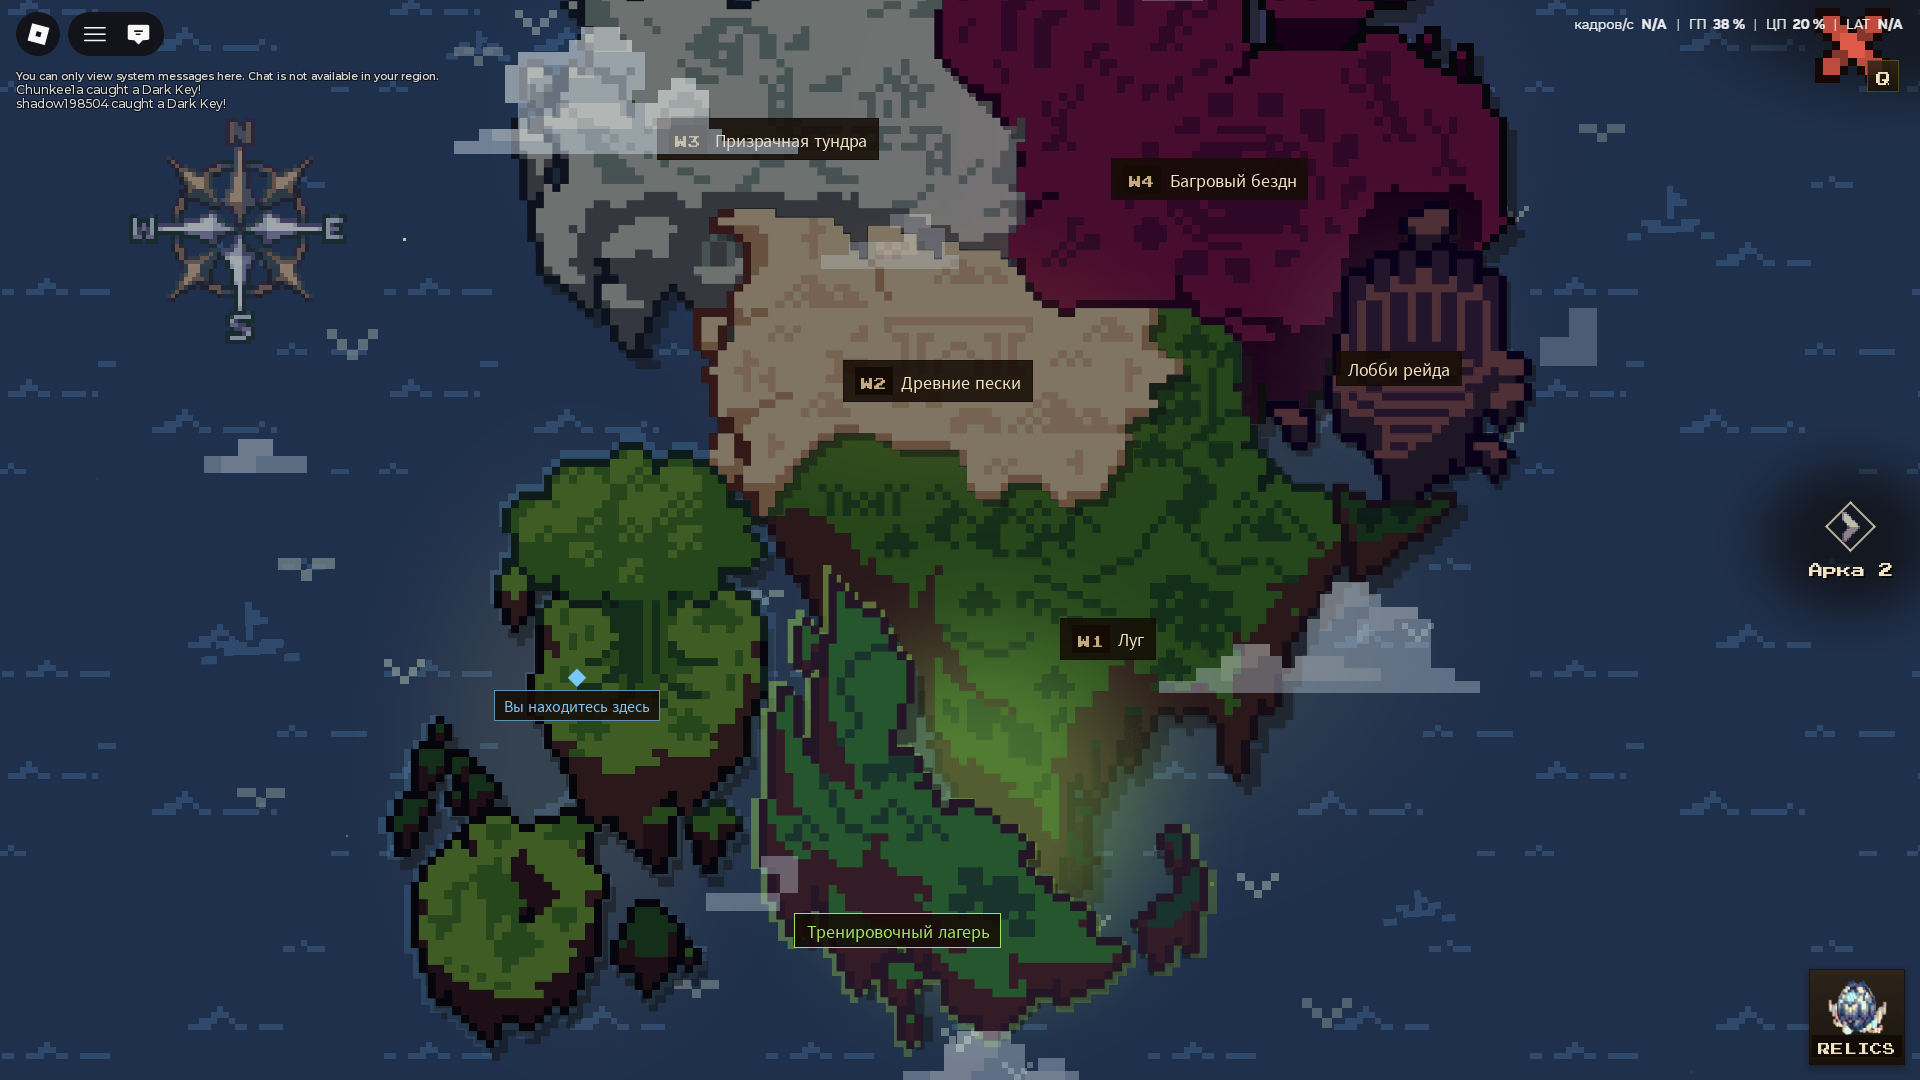 кадров/с N/A | ГП 38 % | ЦП 20 % | LAT N/A
Q
You can only view system messages here. Chat is not available in your region.
Chunkee1a caught a Dark Key!
shadow198504 caught a Dark Key!
N
W E
S
W3 Призрачная тундра
W4 Багровый бездн
Лобби рейда
W2 Древние пески
Арка 2
W1 Луг
Вы находитесь здесь
Тренировочный лагерь
RELICS